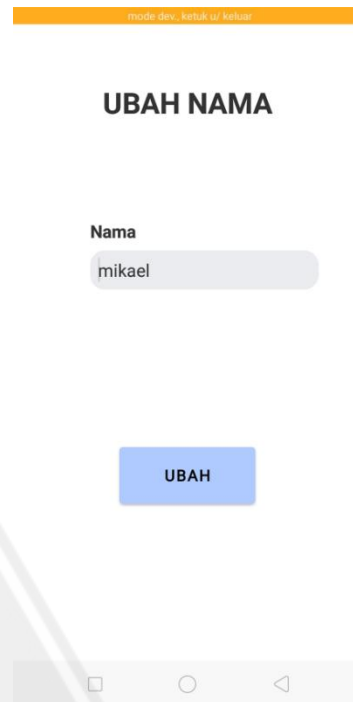 mode dev., ketuk u/ keluar
UBAH NAMA
Nama
mikael
UBAH